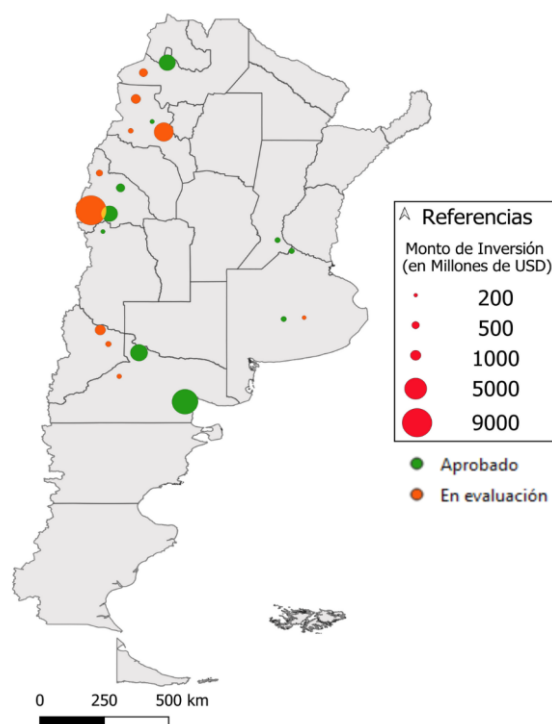 Referencias
Monto de Inversión
(en Millones de USD)
200
500
1000
5000
9000
Aprobado
En evaluación
0 250 500 km